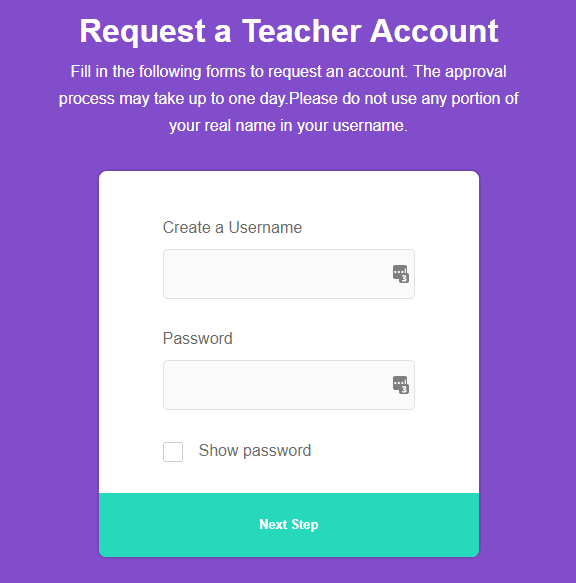 Request a Teacher Account
Fill in the following forms to request an account. The approval
process may take up to one day.Please do not use any portion of
your real name in your username.
Create a Username
3
Password
3
Show password
Next Step